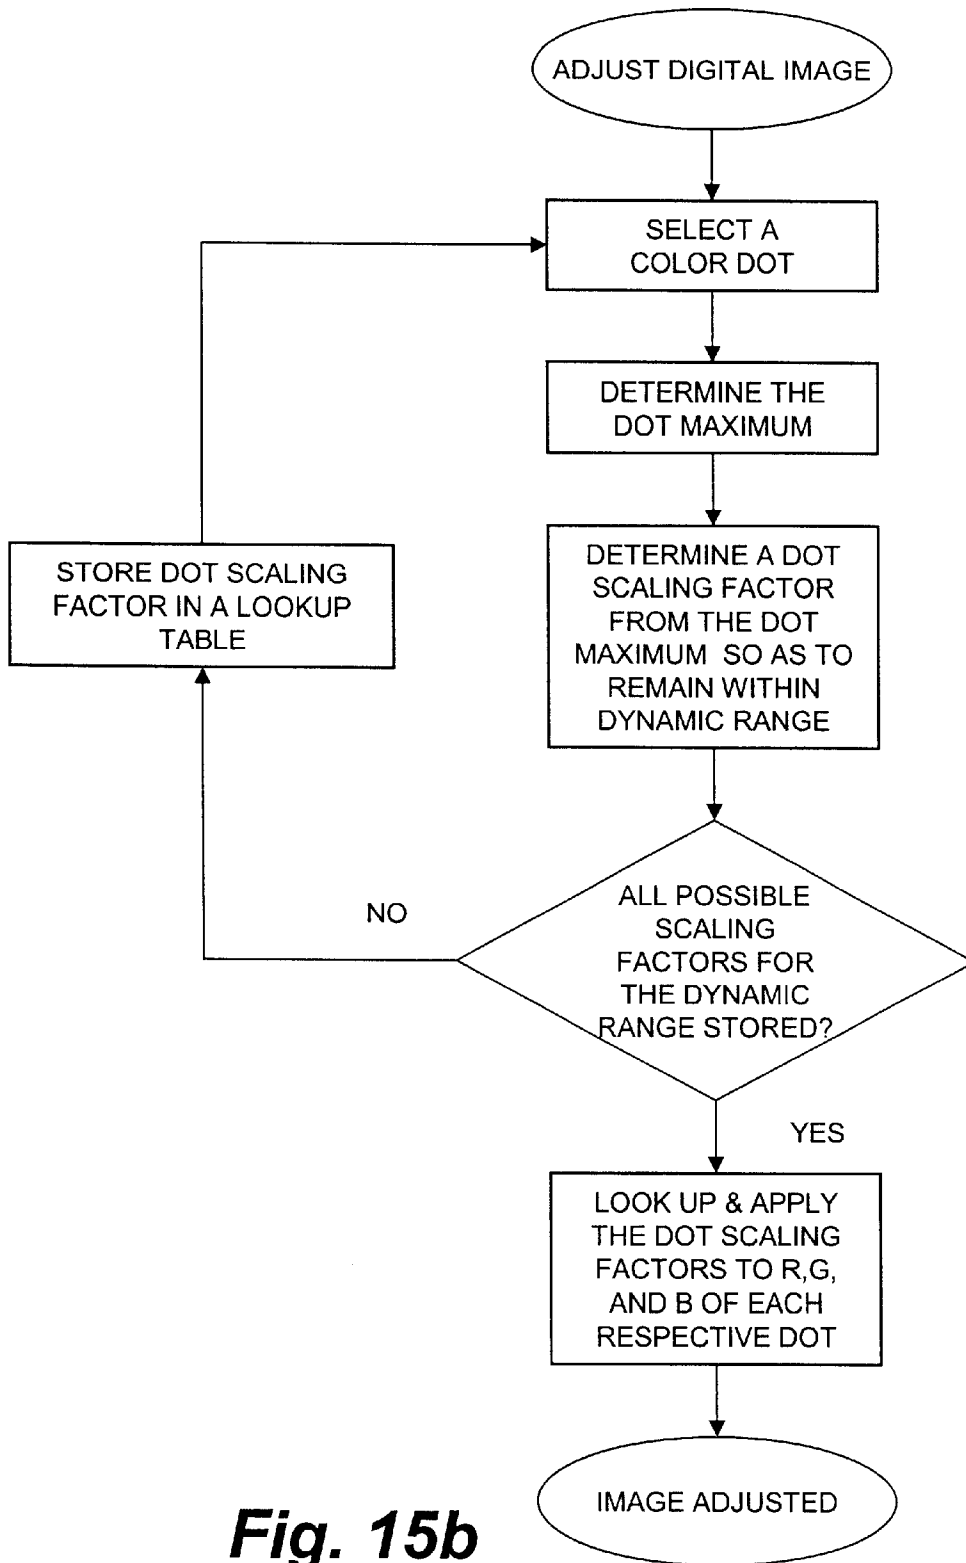 ADJUST DIGITAL IMAGE
SELECT A
COLOR DOT
DETERMINE THE
DOT MAXIMUM
DETERMINE A DOT
SCALING FACTOR
FROM THE DOT
MAXIMUM SO AS TO
REMAIN WITHIN
DYNAMIC RANGE
STORE DOT SCALING
FACTOR IN A LOOKUP
TABLE
ALL POSSIBLE
SCALING
FACTORS FOR
THE DYNAMIC
RANGE STORED?
NO
YES
LOOK UP & APPLY
THE DOT SCALING
FACTORS TO R,G,
AND B OF EACH
RESPECTIVE DOT
IMAGE ADJUSTED
Fig. 15b